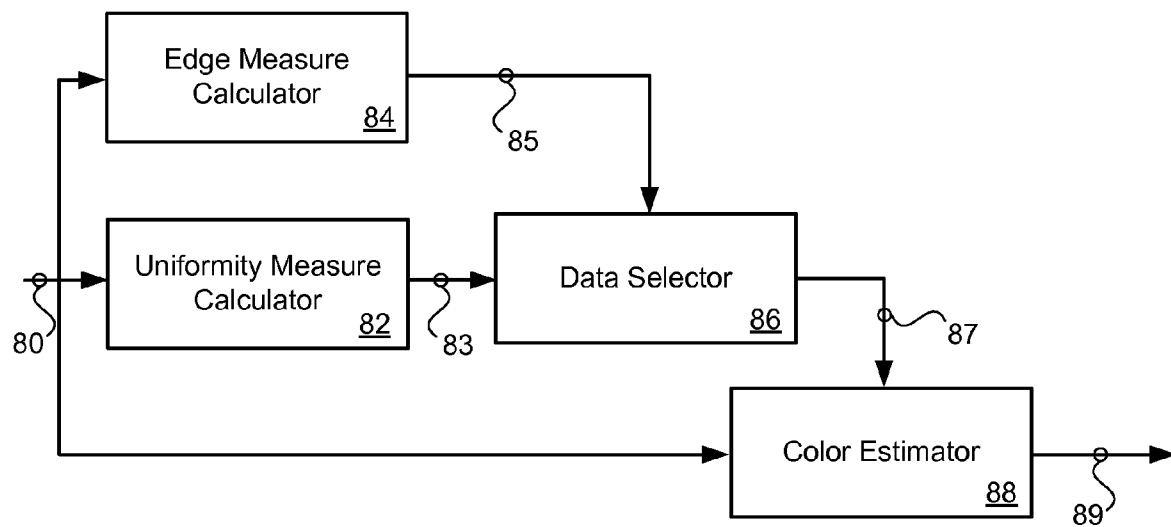 Edge Measure
Calculator
84
85
Uniformity Measure
Calculator
82
80
83
Data Selector
86
87
Color Estimator
88
89